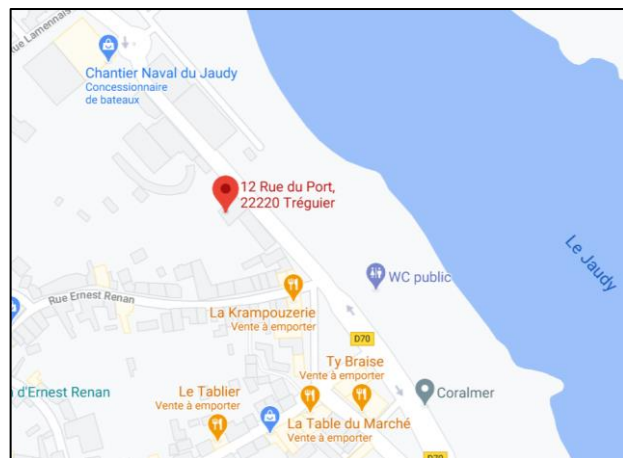 Rue Lamennais
Chantier Naval du Jaudy
Concessionnaire
de bateaux
12 Rue du Port,
22220 Tréguier
Le Jaudy
WC public
Rue Ernest Renan
La Krampouzerie
Vente à emporter
D70
Ty Braise
Vente à emporter
n d'Ernest Renan
Le Tablier
Vente à emporter
Coralmer
La Table du Marché
Vente à emporter
D70